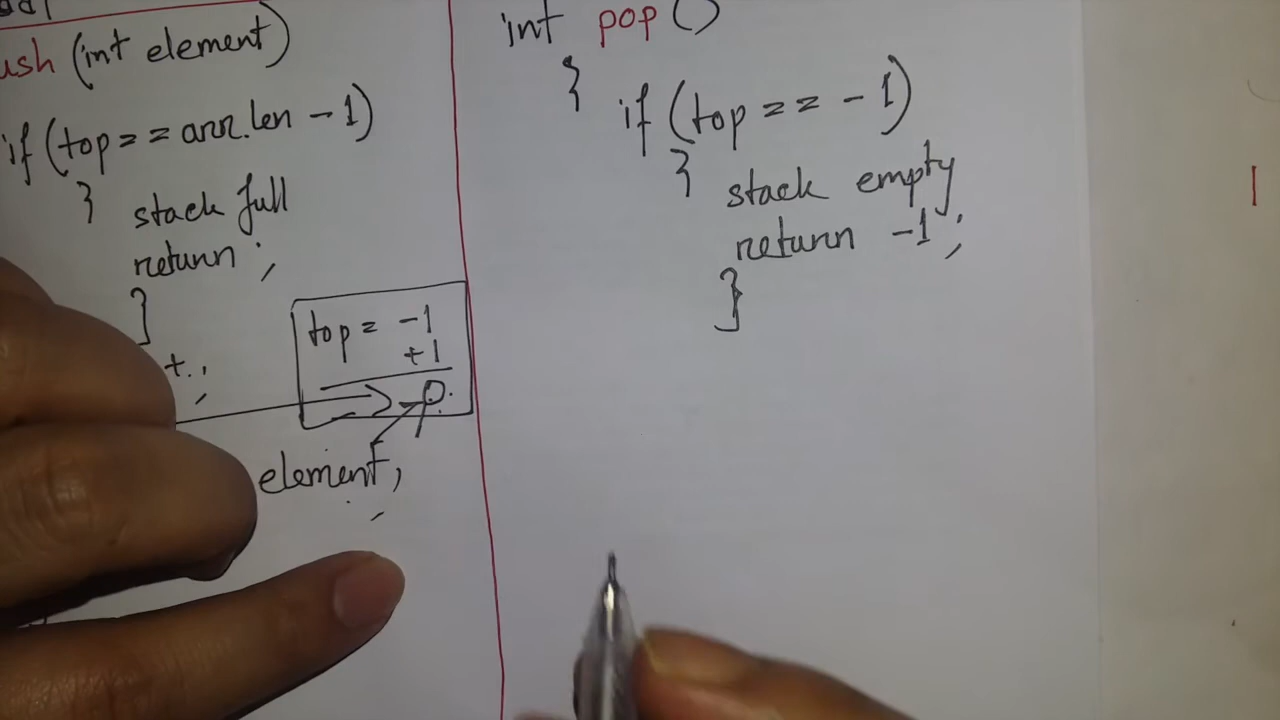 ush (int element)
if (top == arr.len - 1)
{ stack full
return ;
}
+;
top = -1
+1
0
element;
int pop ()
{
if (top == -1)
{ stack empty
return -1;
}